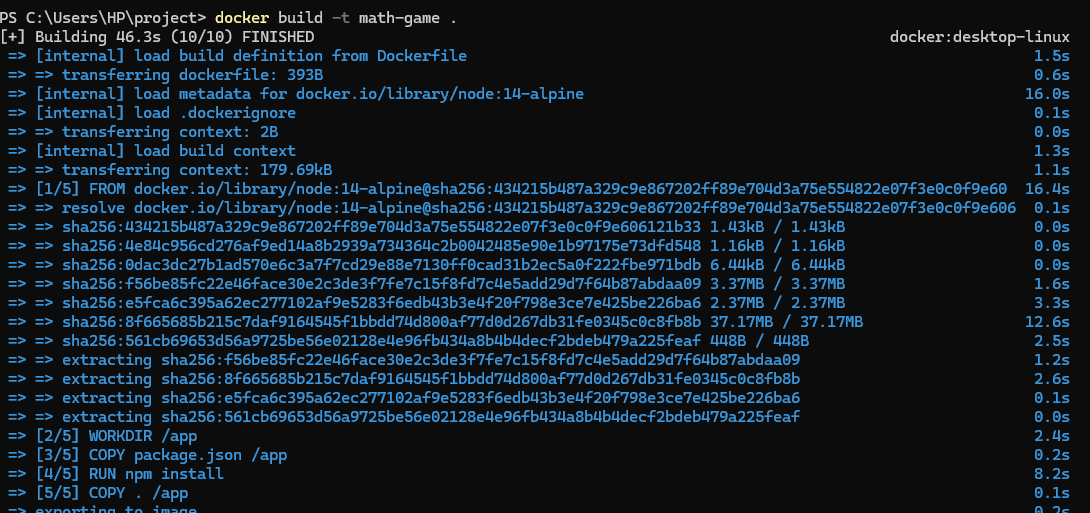 PS C:\Users\HP\project> docker build -t math-game .
[+] Building 46.3s (10/10) FINISHED docker:desktop-linux
=> [internal] load build definition from Dockerfile 1.5s
=> => transferring dockerfile: 393B 0.6s
=> [internal] load metadata for docker.io/library/node:14-alpine 16.0s
=> [internal] load .dockerignore 0.1s
=> => transferring context: 2B 0.0s
=> [internal] load build context 1.3s
=> => transferring context: 179.69kB 1.1s
=> [1/5] FROM docker.io/library/node:14-alpine@sha256:434215b487a329c9e867202ff89e704d3a75e554822e07f3e0c0f9e60 16.4s
=> => resolve docker.io/library/node:14-alpine@sha256:434215b487a329c9e867202ff89e704d3a75e554822e07f3e0c0f9e606 0.1s
=> => sha256:434215b487a329c9e867202ff89e704d3a75e554822e07f3e0c0f9e606121b33 1.43kB / 1.43kB 0.0s
=> => sha256:4e84c956cd276af9ed14a8b2939a734364c2b0042485e90e1b97175e73dfd548 1.16kB / 1.16kB 0.0s
=> => sha256:0dac3dc27b1ad570e6c3a7f7cd29e88e7130ff0cad31b2ec5a0f222fbe971bdb 6.44kB / 6.44kB 0.0s
=> => sha256:f56be85fc22e46face30e2c3de3f7fe7c15f8fd7c4e5add29d7f64b87abdaa09 3.37MB / 3.37MB 1.6s
=> => sha256:e5fca6c395a62ec277102af9e5283f6edb43b3e4f20f798e3ce7e425be226ba6 2.37MB / 2.37MB 3.3s
=> => sha256:8f665685b215c7daf9164545f1bbdd74d800af77d0d267db31fe0345c0c8fb8b 37.17MB / 37.17MB 12.6s
=> => sha256:561cb69653d56a9725be56e02128e4e96fb434a8b4b4decf2bdeb479a225feaf 448B / 448B 2.5s
=> => extracting sha256:f56be85fc22e46face30e2c3de3f7fe7c15f8fd7c4e5add29d7f64b87abdaa09 1.2s
=> => extracting sha256:8f665685b215c7daf9164545f1bbdd74d800af77d0d267db31fe0345c0c8fb8b 2.6s
=> => extracting sha256:e5fca6c395a62ec277102af9e5283f6edb43b3e4f20f798e3ce7e425be226ba6 0.1s
=> => extracting sha256:561cb69653d56a9725be56e02128e4e96fb434a8b4b4decf2bdeb479a225feaf 0.0s
=> [2/5] WORKDIR /app 2.4s
=> [3/5] COPY package.json /app 0.2s
=> [4/5] RUN npm install 8.2s
=> [5/5] COPY . /app 0.1s
=> exporting to image 0.2s